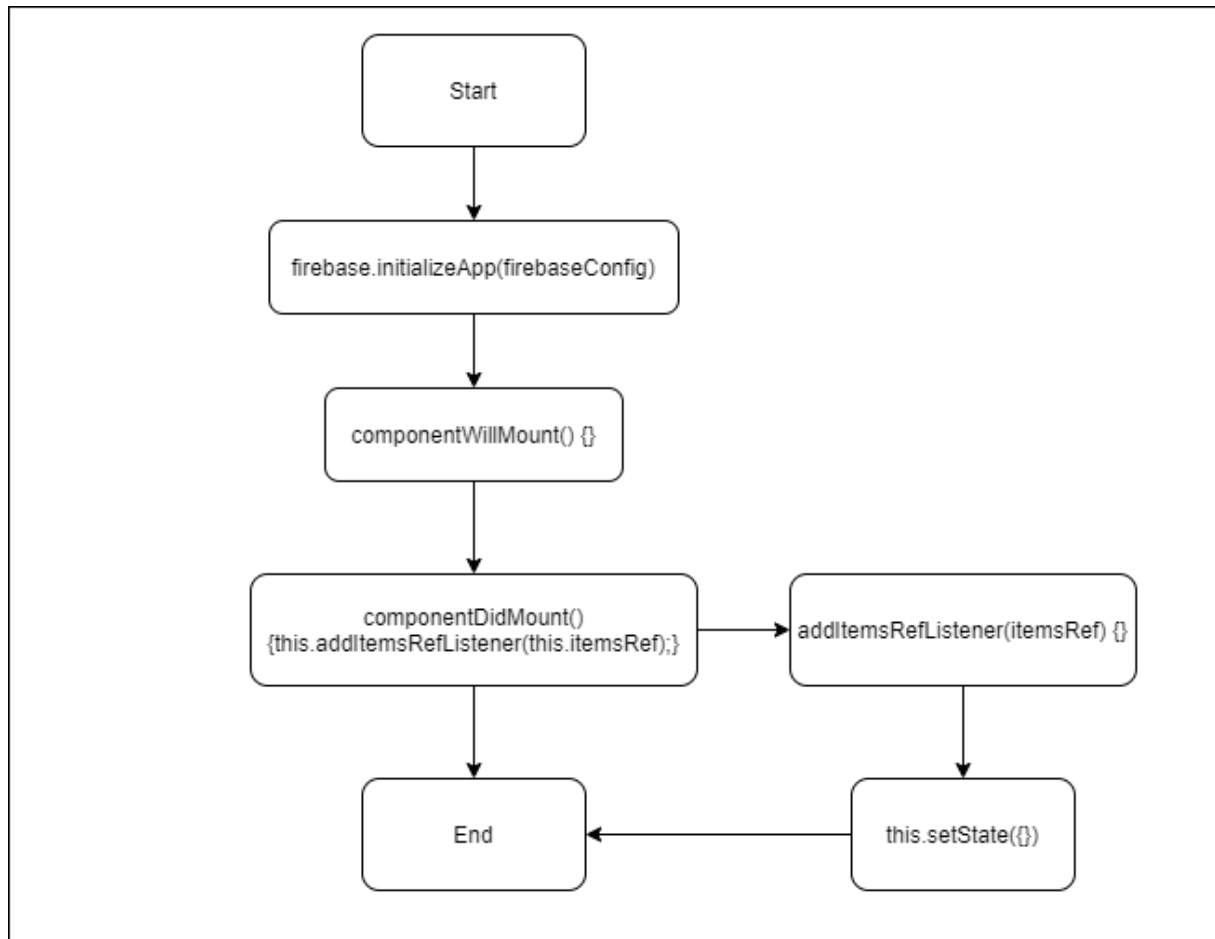 Start
firebase.initializeApp(firebaseConfig)
componentWillMount() {}
componentDidMount()
{this.addItemsRefListener(this.itemsRef);}
addItemsRefListener(itemsRef) {}
End
this.setState({})